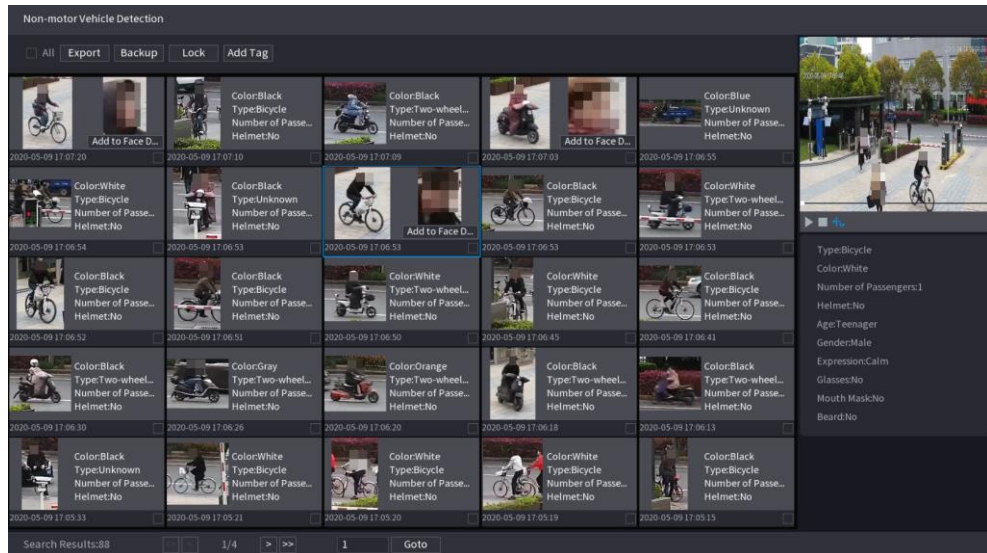 Non-motor Vehicle Detection
All Export Backup Lock Add Tag
Add to Face D...
2020-05-09 17:07:20
Color:Black
Type:Bicycle
Number of Passe...
Helmet:No
2020-05-09 17:07:10
Color:Black
Type:Two-wheel...
Number of Passe...
Helmet:No
2020-05-09 17:07:09
Add to Face D...
2020-05-09 17:07:03
Color:Blue
Type:Unknown
Number of Passe...
Helmet:No
2020-05-09 17:06:55
Color:White
Type:Bicycle
Number of Passe...
Helmet:No
2020-05-09 17:06:54
Color:Black
Type:Unknown
Number of Passe...
Helmet:No
2020-05-09 17:06:53
Add to Face D...
2020-05-09 17:06:53
Color:Black
Type:Bicycle
Number of Passe...
Helmet:No
2020-05-09 17:06:53
Color:White
Type:Two-wheel...
Number of Passe...
Helmet:No
2020-05-09 17:06:53
Color:Black
Type:Bicycle
Number of Passe...
Helmet:No
2020-05-09 17:06:52
Color:Black
Type:Bicycle
Number of Passe...
Helmet:No
2020-05-09 17:06:51
Color:White
Type:Two-wheel...
Number of Passe...
Helmet:No
2020-05-09 17:06:50
Color:White
Type:Bicycle
Number of Passe...
Helmet:No
2020-05-09 17:06:45
Color:Black
Type:Bicycle
Number of Passe...
Helmet:No
2020-05-09 17:06:41
Color:Black
Type:Two-wheel...
Number of Passe...
Helmet:No
2020-05-09 17:06:30
Color:Gray
Type:Two-wheel...
Number of Passe...
Helmet:No
2020-05-09 17:06:26
Color:Orange
Type:Two-wheel...
Number of Passe...
Helmet:No
2020-05-09 17:06:20
Color:Black
Type:Two-wheel...
Number of Passe...
Helmet:No
2020-05-09 17:06:18
Color:Black
Type:Two-wheel...
Number of Passe...
Helmet:No
2020-05-09 17:06:13
Color:Black
Type:Unknown
Number of Passe...
Helmet:No
2020-05-09 17:05:33
Color:White
Type:Bicycle
Number of Passe...
Helmet:No
2020-05-09 17:05:21
Color:White
Type:Bicycle
Number of Passe...
Helmet:No
2020-05-09 17:05:20
Color:White
Type:Bicycle
Number of Passe...
Helmet:No
2020-05-09 17:05:19
Color:Black
Type:Bicycle
Number of Passe...
Helmet:No
2020-05-09 17:05:15
Type:Bicycle
Color:White
Number of Passengers:1
Helmet:No
Age:Teenager
Gender:Male
Expression:Calm
Glasses:No
Mouth Mask:No
Beard:No
Search Results:88 1/4 > >> 1 Goto